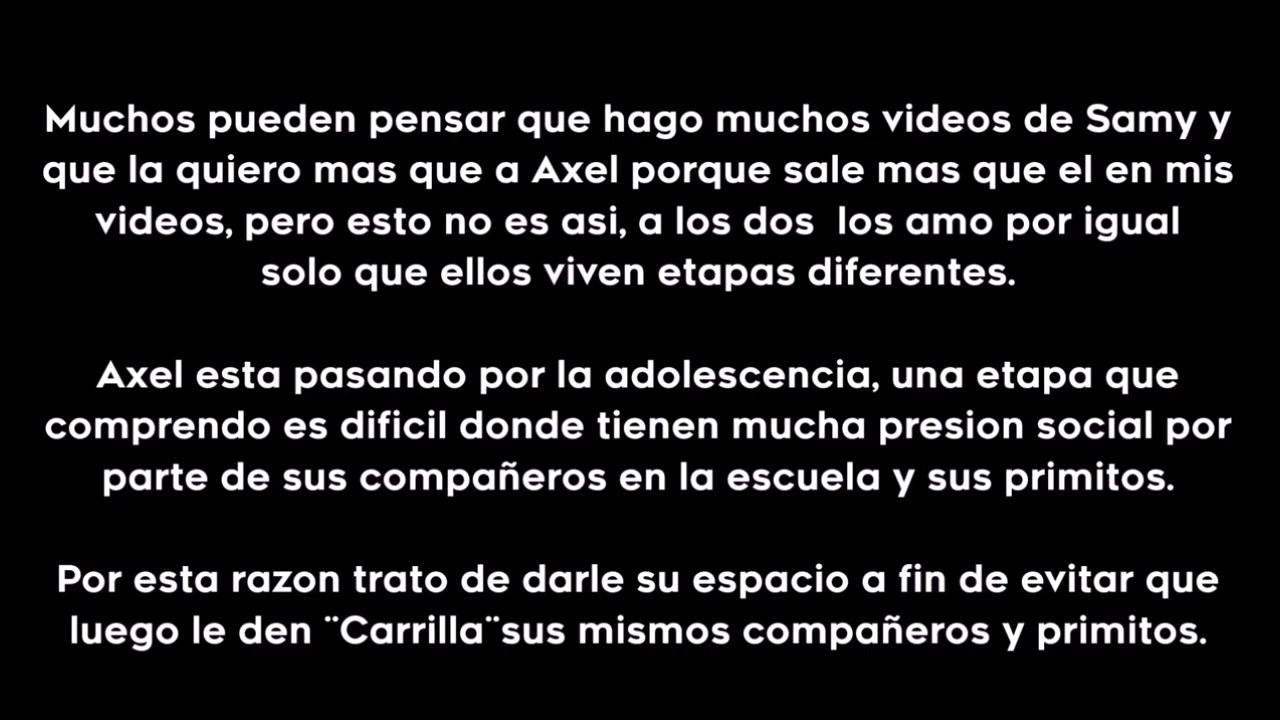 Muchos pueden pensar que hago muchos videos de Samy y
que la quiero mas que a Axel porque sale mas que el en mis
videos, pero esto no es asi, a los dos  los amo por igual
solo que ellos viven etapas diferentes.
Axel esta pasando por la adolescencia, una etapa que
comprendo es dificil donde tienen mucha presion social por
parte de sus compañeros en la escuela y sus primitos.
Por esta razon trato de darle su espacio a fin de evitar que
luego le den ¨Carrilla¨sus mismos compañeros y primitos.